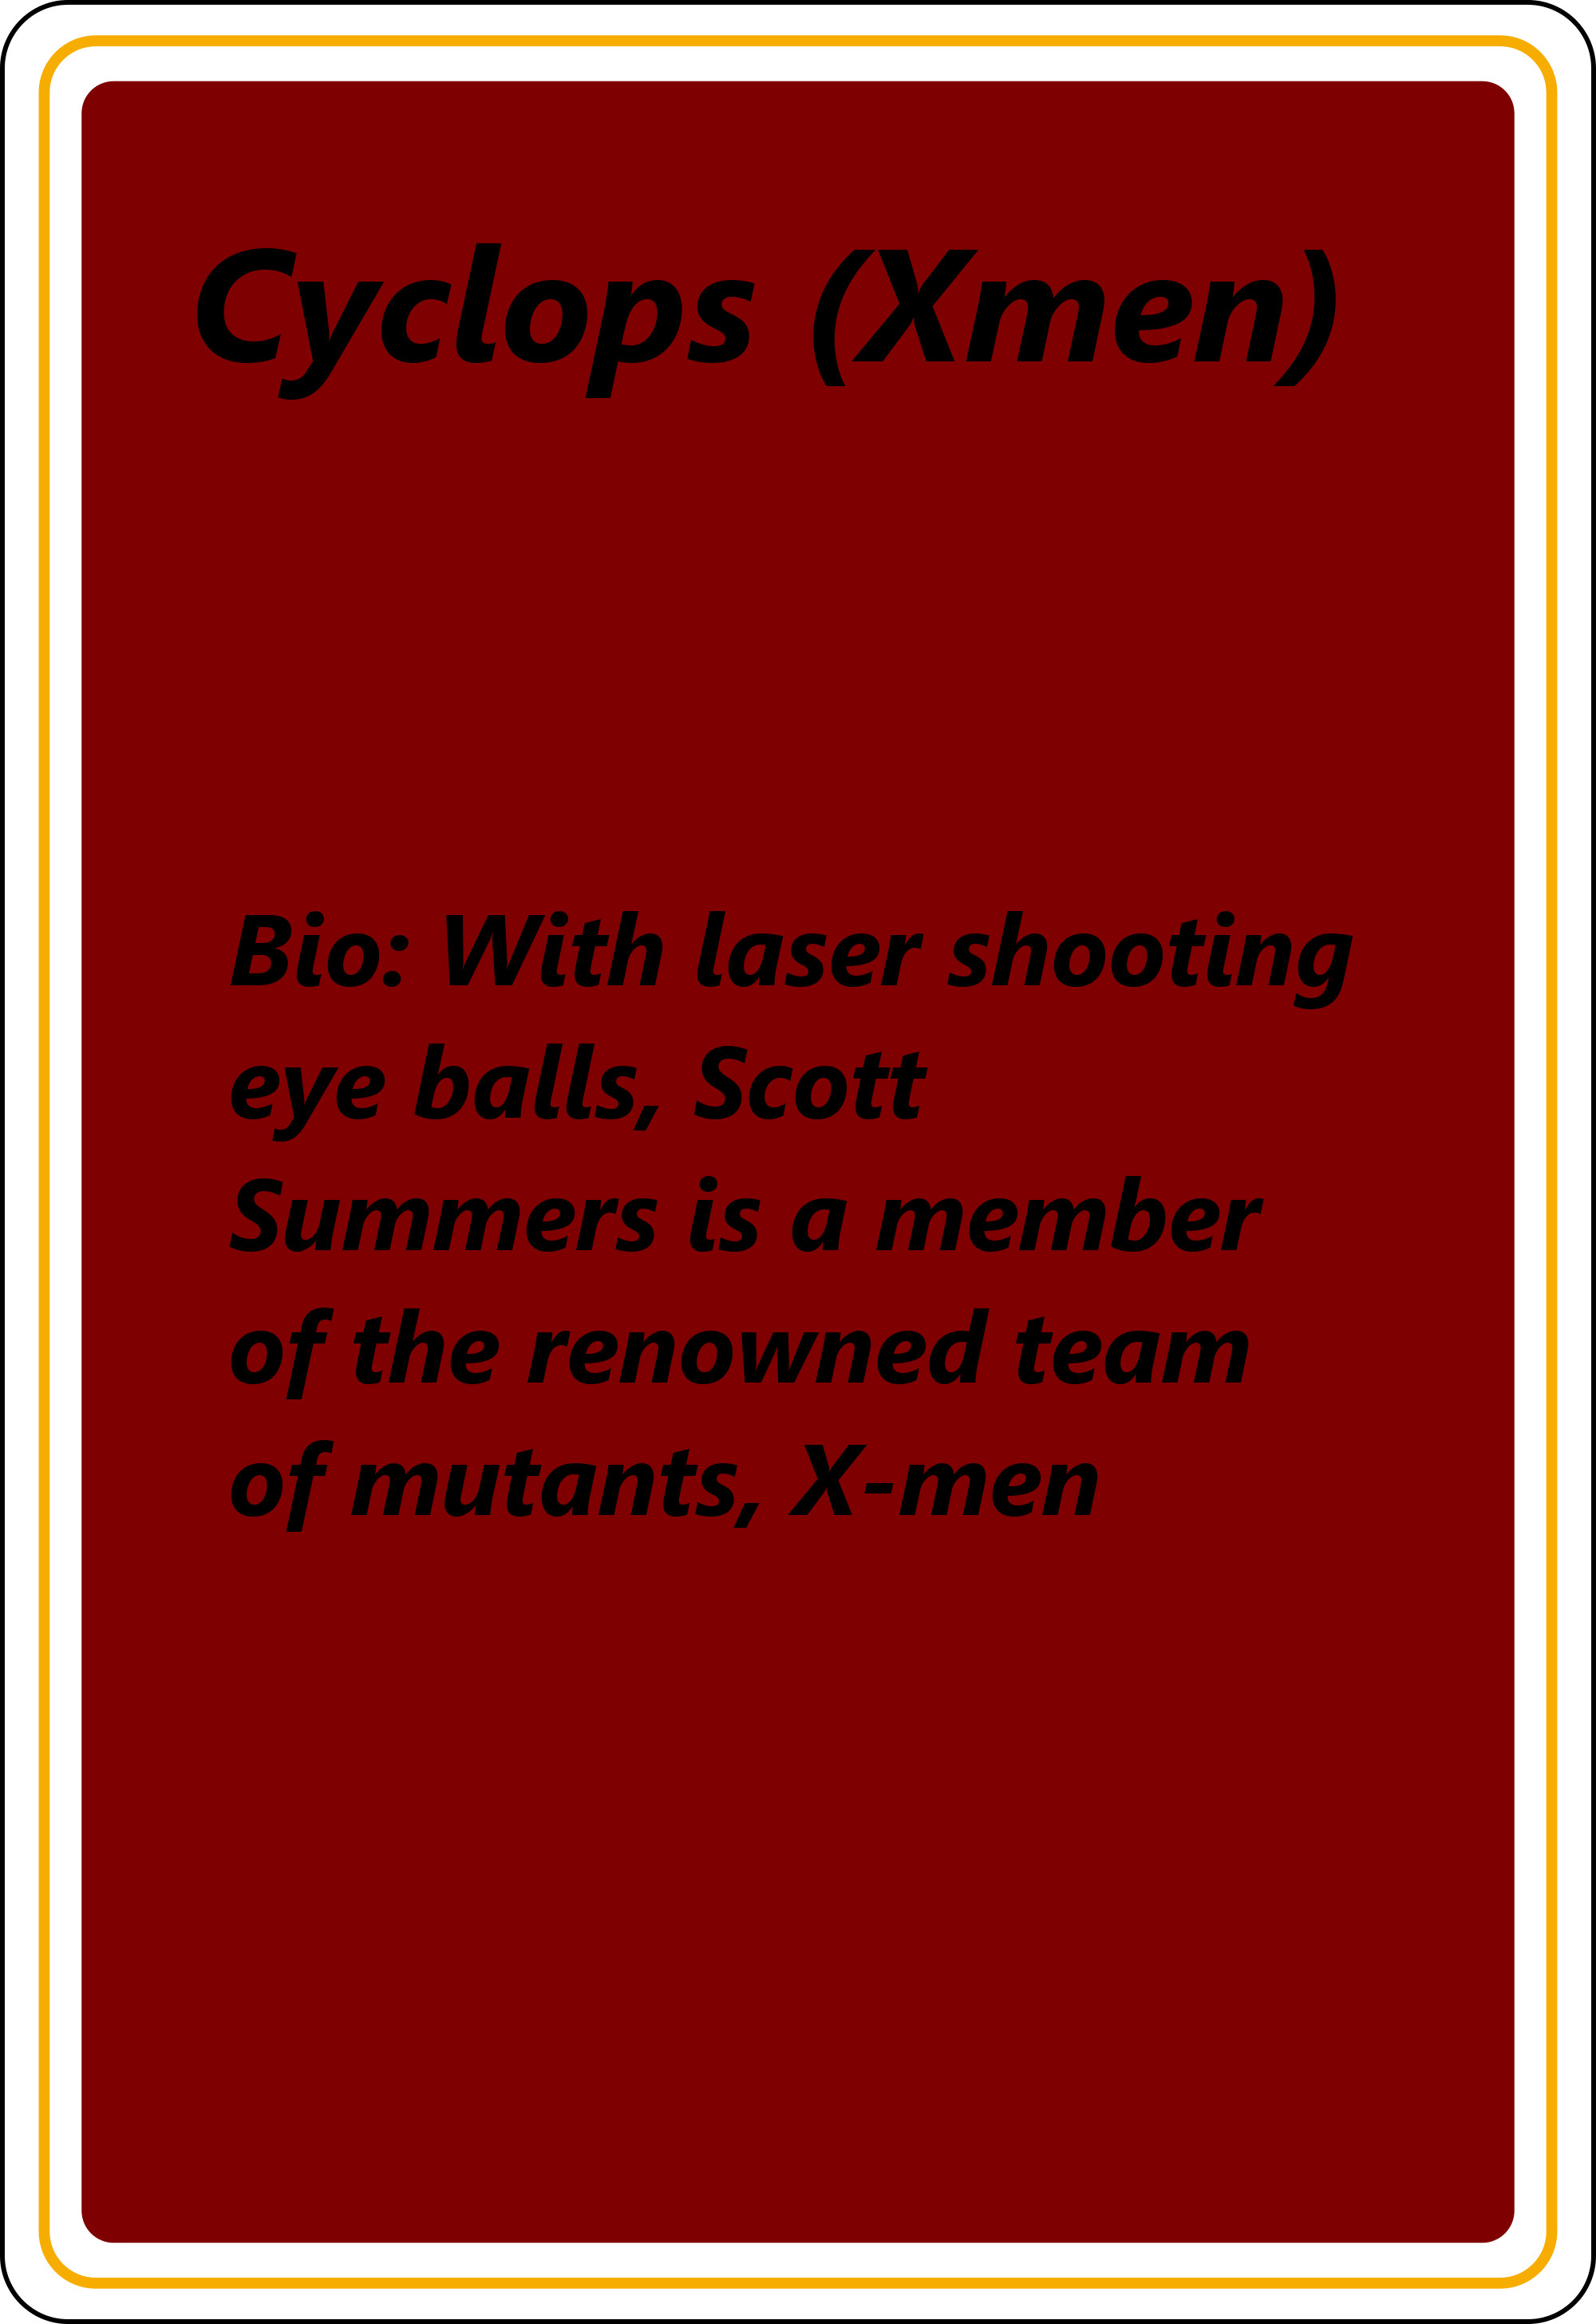 Cyclops (Xmen)
Bio: With laser shooting
eye balls, Scott
Summers is a member
of the renowned team
of mutants, X-men